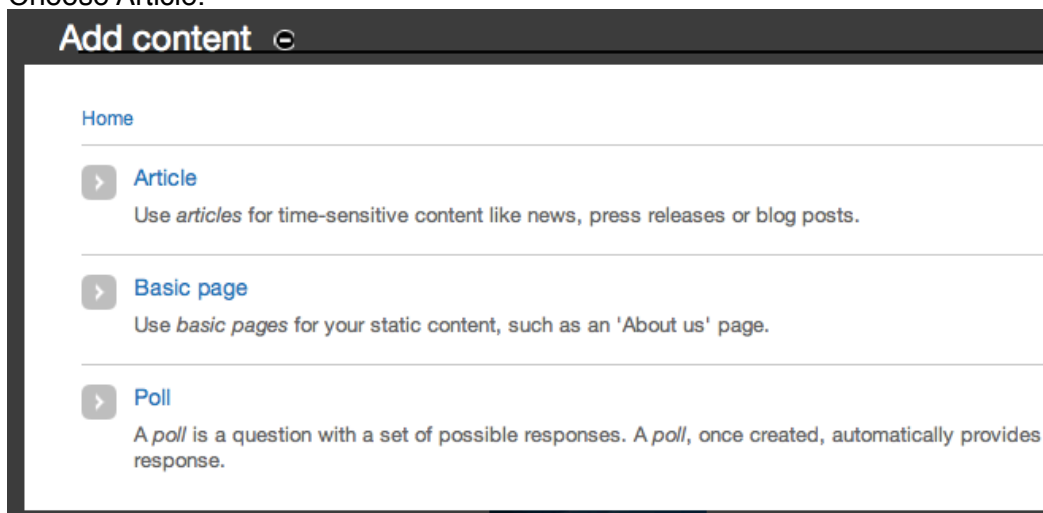 Choose Article.
Add content
Home
Article
Use articles for time-sensitive content like news, press releases or blog posts.
Basic page
Use basic pages for your static content, such as an 'About us' page.
Poll
A poll is a question with a set of possible responses. A poll, once created, automatically provides
response.